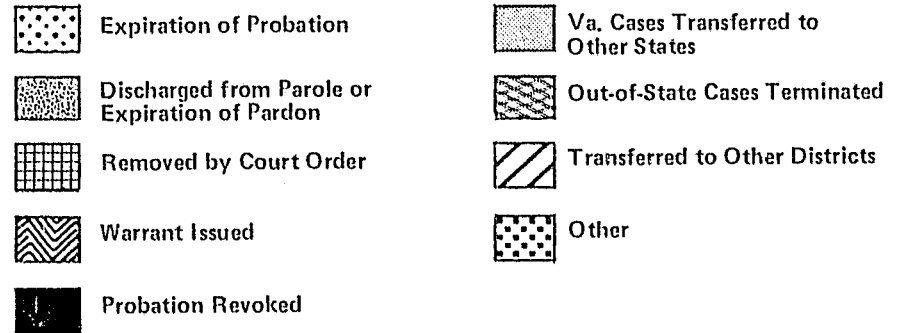 Expiration of Probation
Discharged from Parole or
Expiration of Pardon
Removed by Court Order
Warrant Issued
Probation Revoked
Va. Cases Transferred to
Other States
Out-of-State Cases Terminated
Transferred to Other Districts
Other